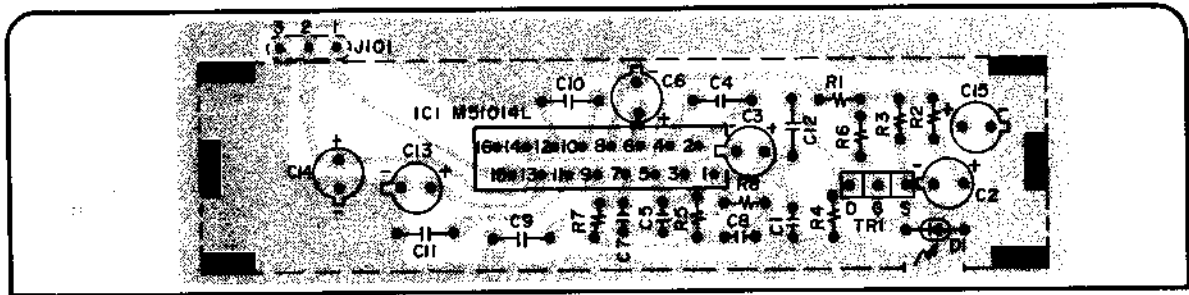 3 2 1
J101
C10
C6
C4
R1
C15
IC1 M51014L
C3
C12
R6
R3
R2
+
-
16 14 12 10 8 6 4 2
15 13 11 9 7 5 3 1
C14
+
-
C13
-
+
R8
C2
-
+
D G S
TR1
C9
C11
R7
C7
C5
R5
C8
C1
R4
D1